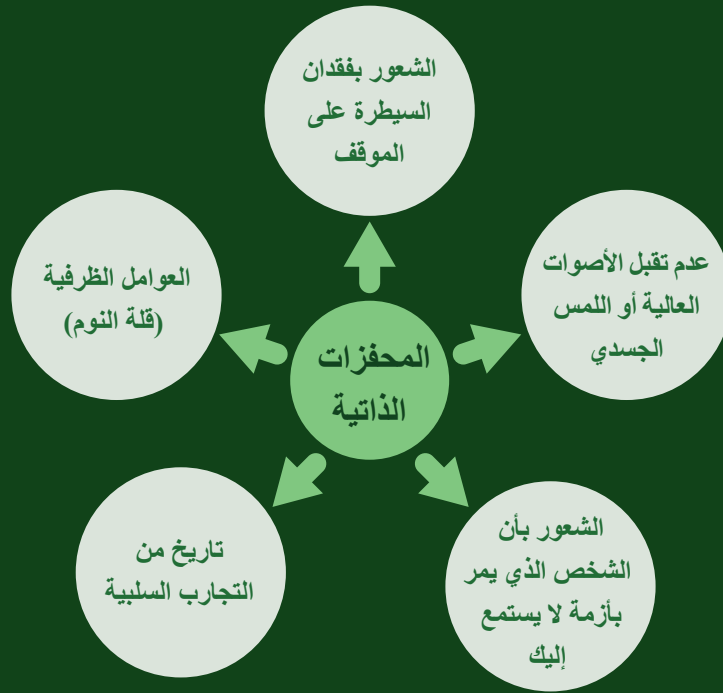 الشعور بفقدان
السيطرة على
الموقف
عدم تقبل الأصوات
العالية أو اللمس
الجسدي
العوامل الظرفية
(قلة النوم)
المحفزات
الذاتية
الشعور بأن
الشخص الذي يمر
بأزمة لا يستمع
إليك
تاريخ من
التجارب السلبية